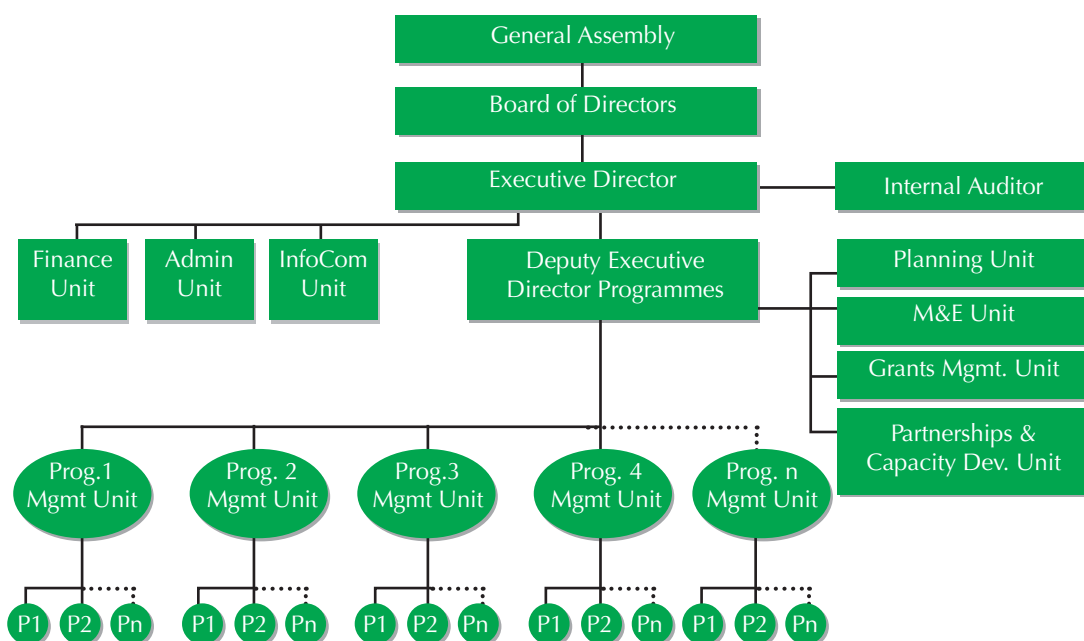 General Assembly
Board of Directors
Executive Director
Internal Auditor
Finance
Unit
Admin
Unit
InfoCom
Unit
Deputy Executive
Director Programmes
Planning Unit
M&E Unit
Grants Mgmt. Unit
Partnerships &
Capacity Dev. Unit
Prog.1
Mgmt Unit
Prog. 2
Mgmt Unit
Prog.3
Mgmt Unit
Prog. 4
Mgmt Unit
Prog. n
Mgmt Unit
P1 P2 Pn
P1 P2 Pn
P1 P2 Pn
P1 P2 Pn
P1 P2 Pn